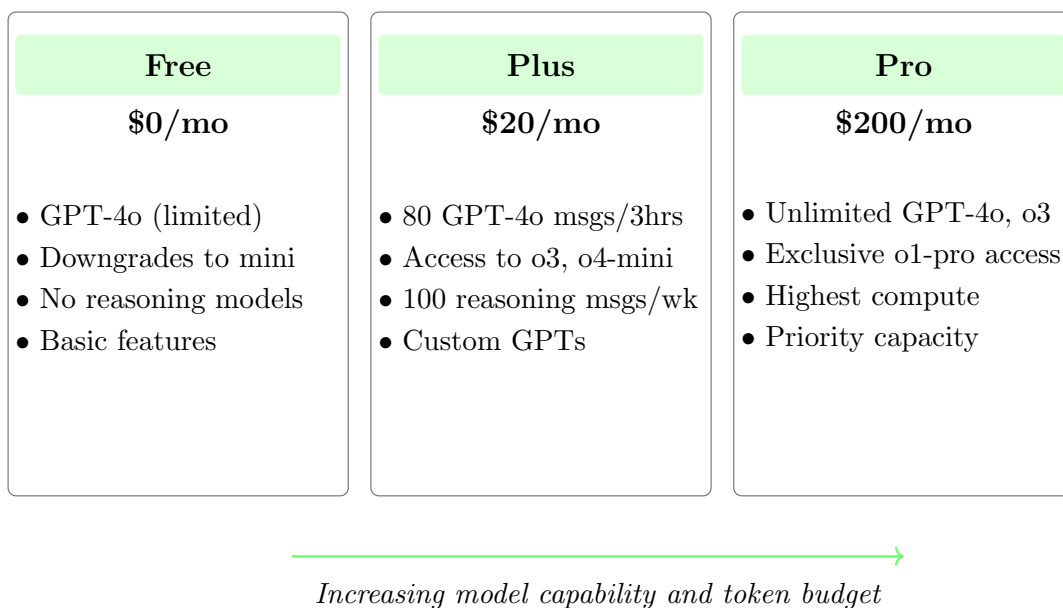 Free
$0/mo
• GPT-4o (limited)
• Downgrades to mini
• No reasoning models
• Basic features
Plus
$20/mo
• 80 GPT-4o msgs/3hrs
• Access to o3, o4-mini
• 100 reasoning msgs/wk
• Custom GPTs
Pro
$200/mo
• Unlimited GPT-4o, o3
• Exclusive o1-pro access
• Highest compute
• Priority capacity
Increasing model capability and token budget